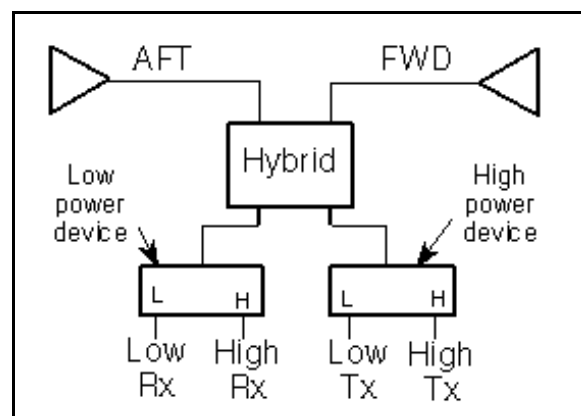 AFT
FWD
Hybrid
Low
power
device
High
power
device
L H
L H
Low
Rx
High
Rx
Low
Tx
High
Tx